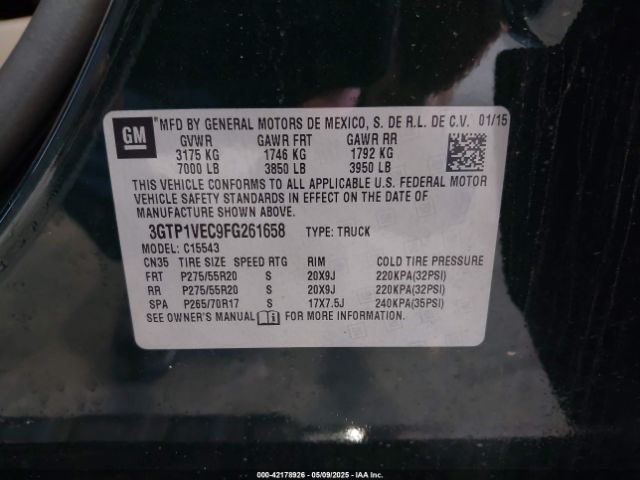 GM
"MFD BY GENERAL MOTORS DE MEXICO, S. DE R.L. DE C.V. 01/15
GVWR GAWR FRT GAWR RR
3175 KG 1746 KG 1792 KG
7000 LB 3850 LB 3950 LB
THIS VEHICLE CONFORMS TO ALL APPLICABLE U.S. FEDERAL MOTOR
VEHICLE SAFETY STANDARDS IN EFFECT ON THE DATE OF
MANUFACTURE SHOWN ABOVE.
3GTP1VEC9FG261658 TYPE: TRUCK
MODEL: C15543
CN35 TIRE SIZE SPEED RTG RIM COLD TIRE PRESSURE
FRT P275/55R20 S 20X9J 220KPA(32PSI)
RR P275/55R20 S 20X9J 220KPA(32PSI)
SPA P265/70R17 S 17X7.5J 240KPA(35PSI)
SEE OWNER'S MANUAL FOR MORE INFORMATION.
000-42178926 - 05/09/2025 - IAA Inc.